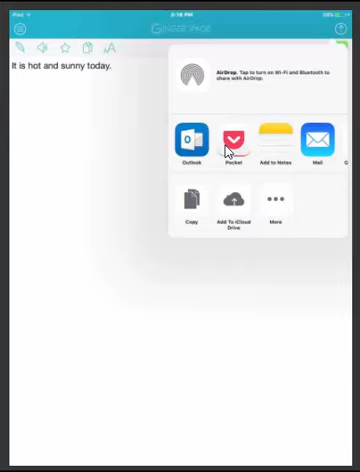 iPad
3:18 PM
100%
GINGER PAGE
It is hot and sunny today.
AirDrop. Tap to turn on Wi-Fi and Bluetooth to
share with AirDrop.
Outlook
Pocket
Add to Notes
Mail
Copy
Add To iCloud
Drive
More